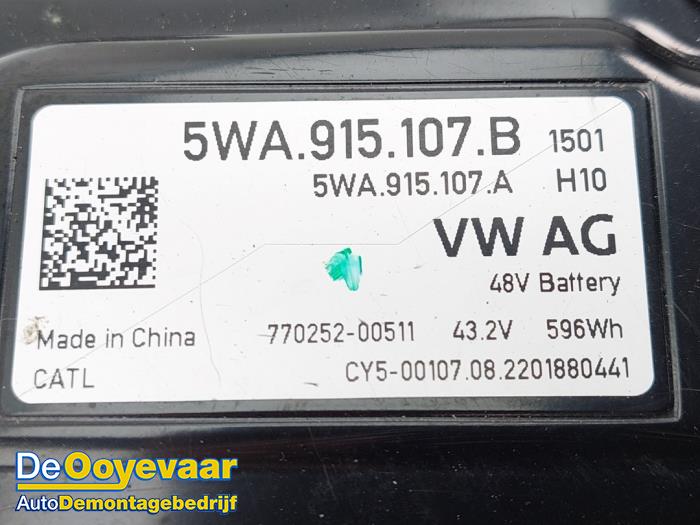 5WA.915.107.B 1501
5WA.915.107.A H10
VW AG
48V Battery
Made in China 770252-00511 43.2V 596Wh
CATL CY5-00107.08.2201880441
De Ooyevaar
AutoDemontagebedrijf